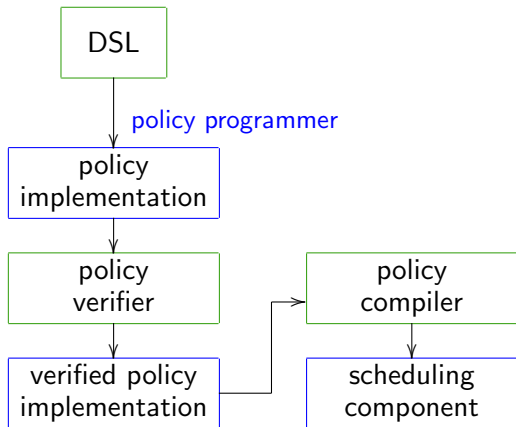 DSL
policy programmer
policy
implementation
policy
verifier
policy
compiler
verified policy
implementation
scheduling
component